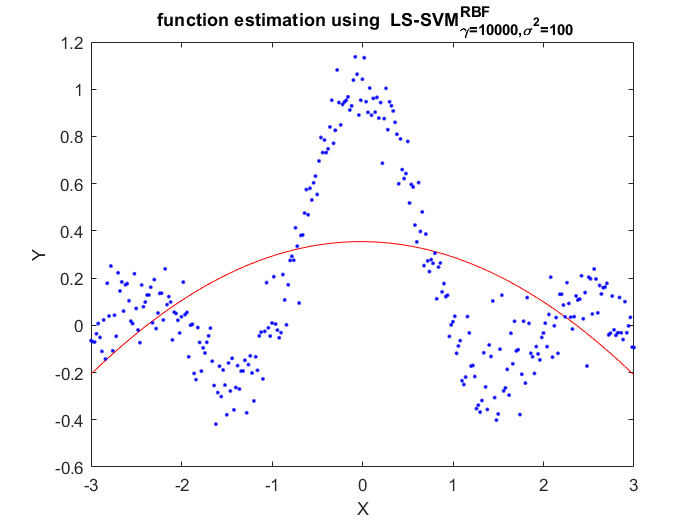 function estimation using LS-SVM^RBF_γ=10000,σ²=100
1.2
1
0.8
0.6
0.4
0.2
0
-0.2
-0.4
-0.6
Y
-3 -2 -1 0 1 2 3
X